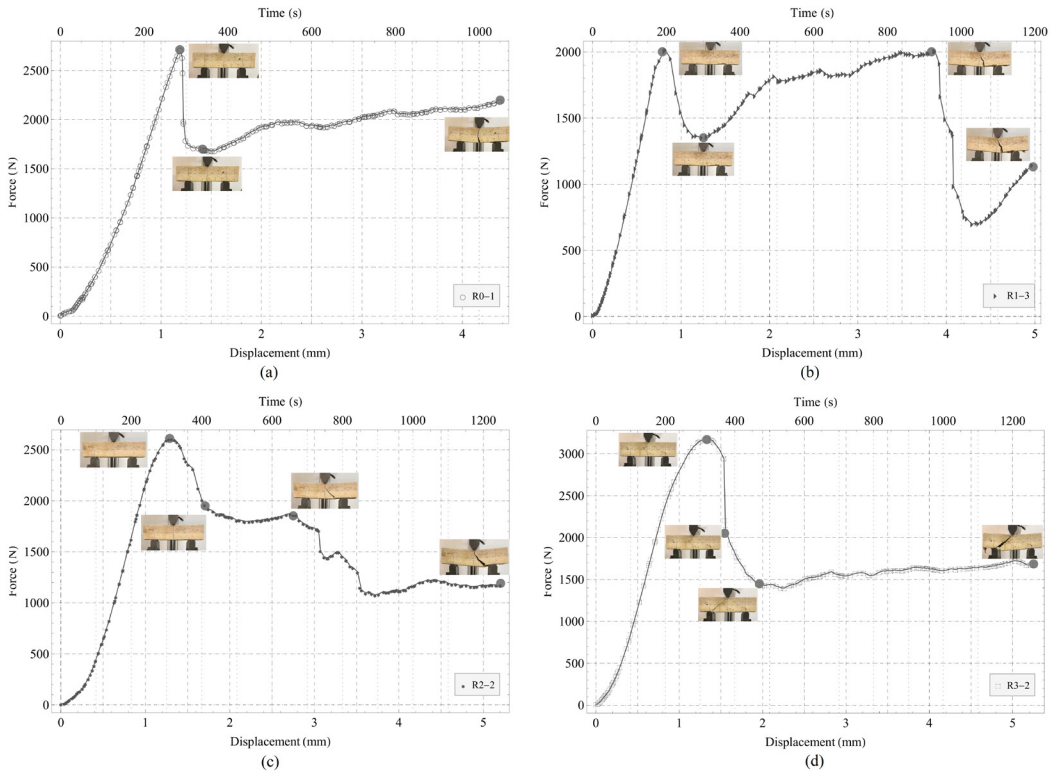 Time (s)
0 200 400 600 800 1000
Force (N)
2500
2000
1500
1000
500
0
R0–1
0 1 2 3 4
Displacement (mm)
(a)
Time (s)
0 200 400 600 800 1000 1200
Force (N)
2000
1500
1000
500
0
R1–3
0 1 2 3 4 5
Displacement (mm)
(b)
Time (s)
0 200 400 600 800 1000 1200
Force (N)
2500
2000
1500
1000
500
0
R2–2
0 1 2 3 4 5
Displacement (mm)
(c)
Time (s)
0 200 400 600 800 1000 1200
Force (N)
3000
2500
2000
1500
1000
500
0
R3–2
0 1 2 3 4 5
Displacement (mm)
(d)